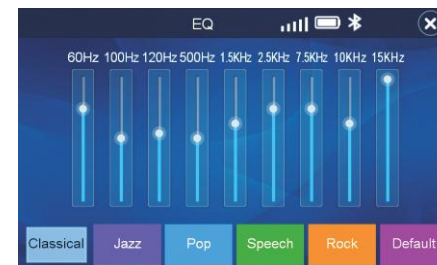 EQ
60Hz 100Hz 120Hz 500Hz 1.5KHz 2.5KHz 7.5KHz 10KHz 15KHz
Classical Jazz Pop Speech Rock Default